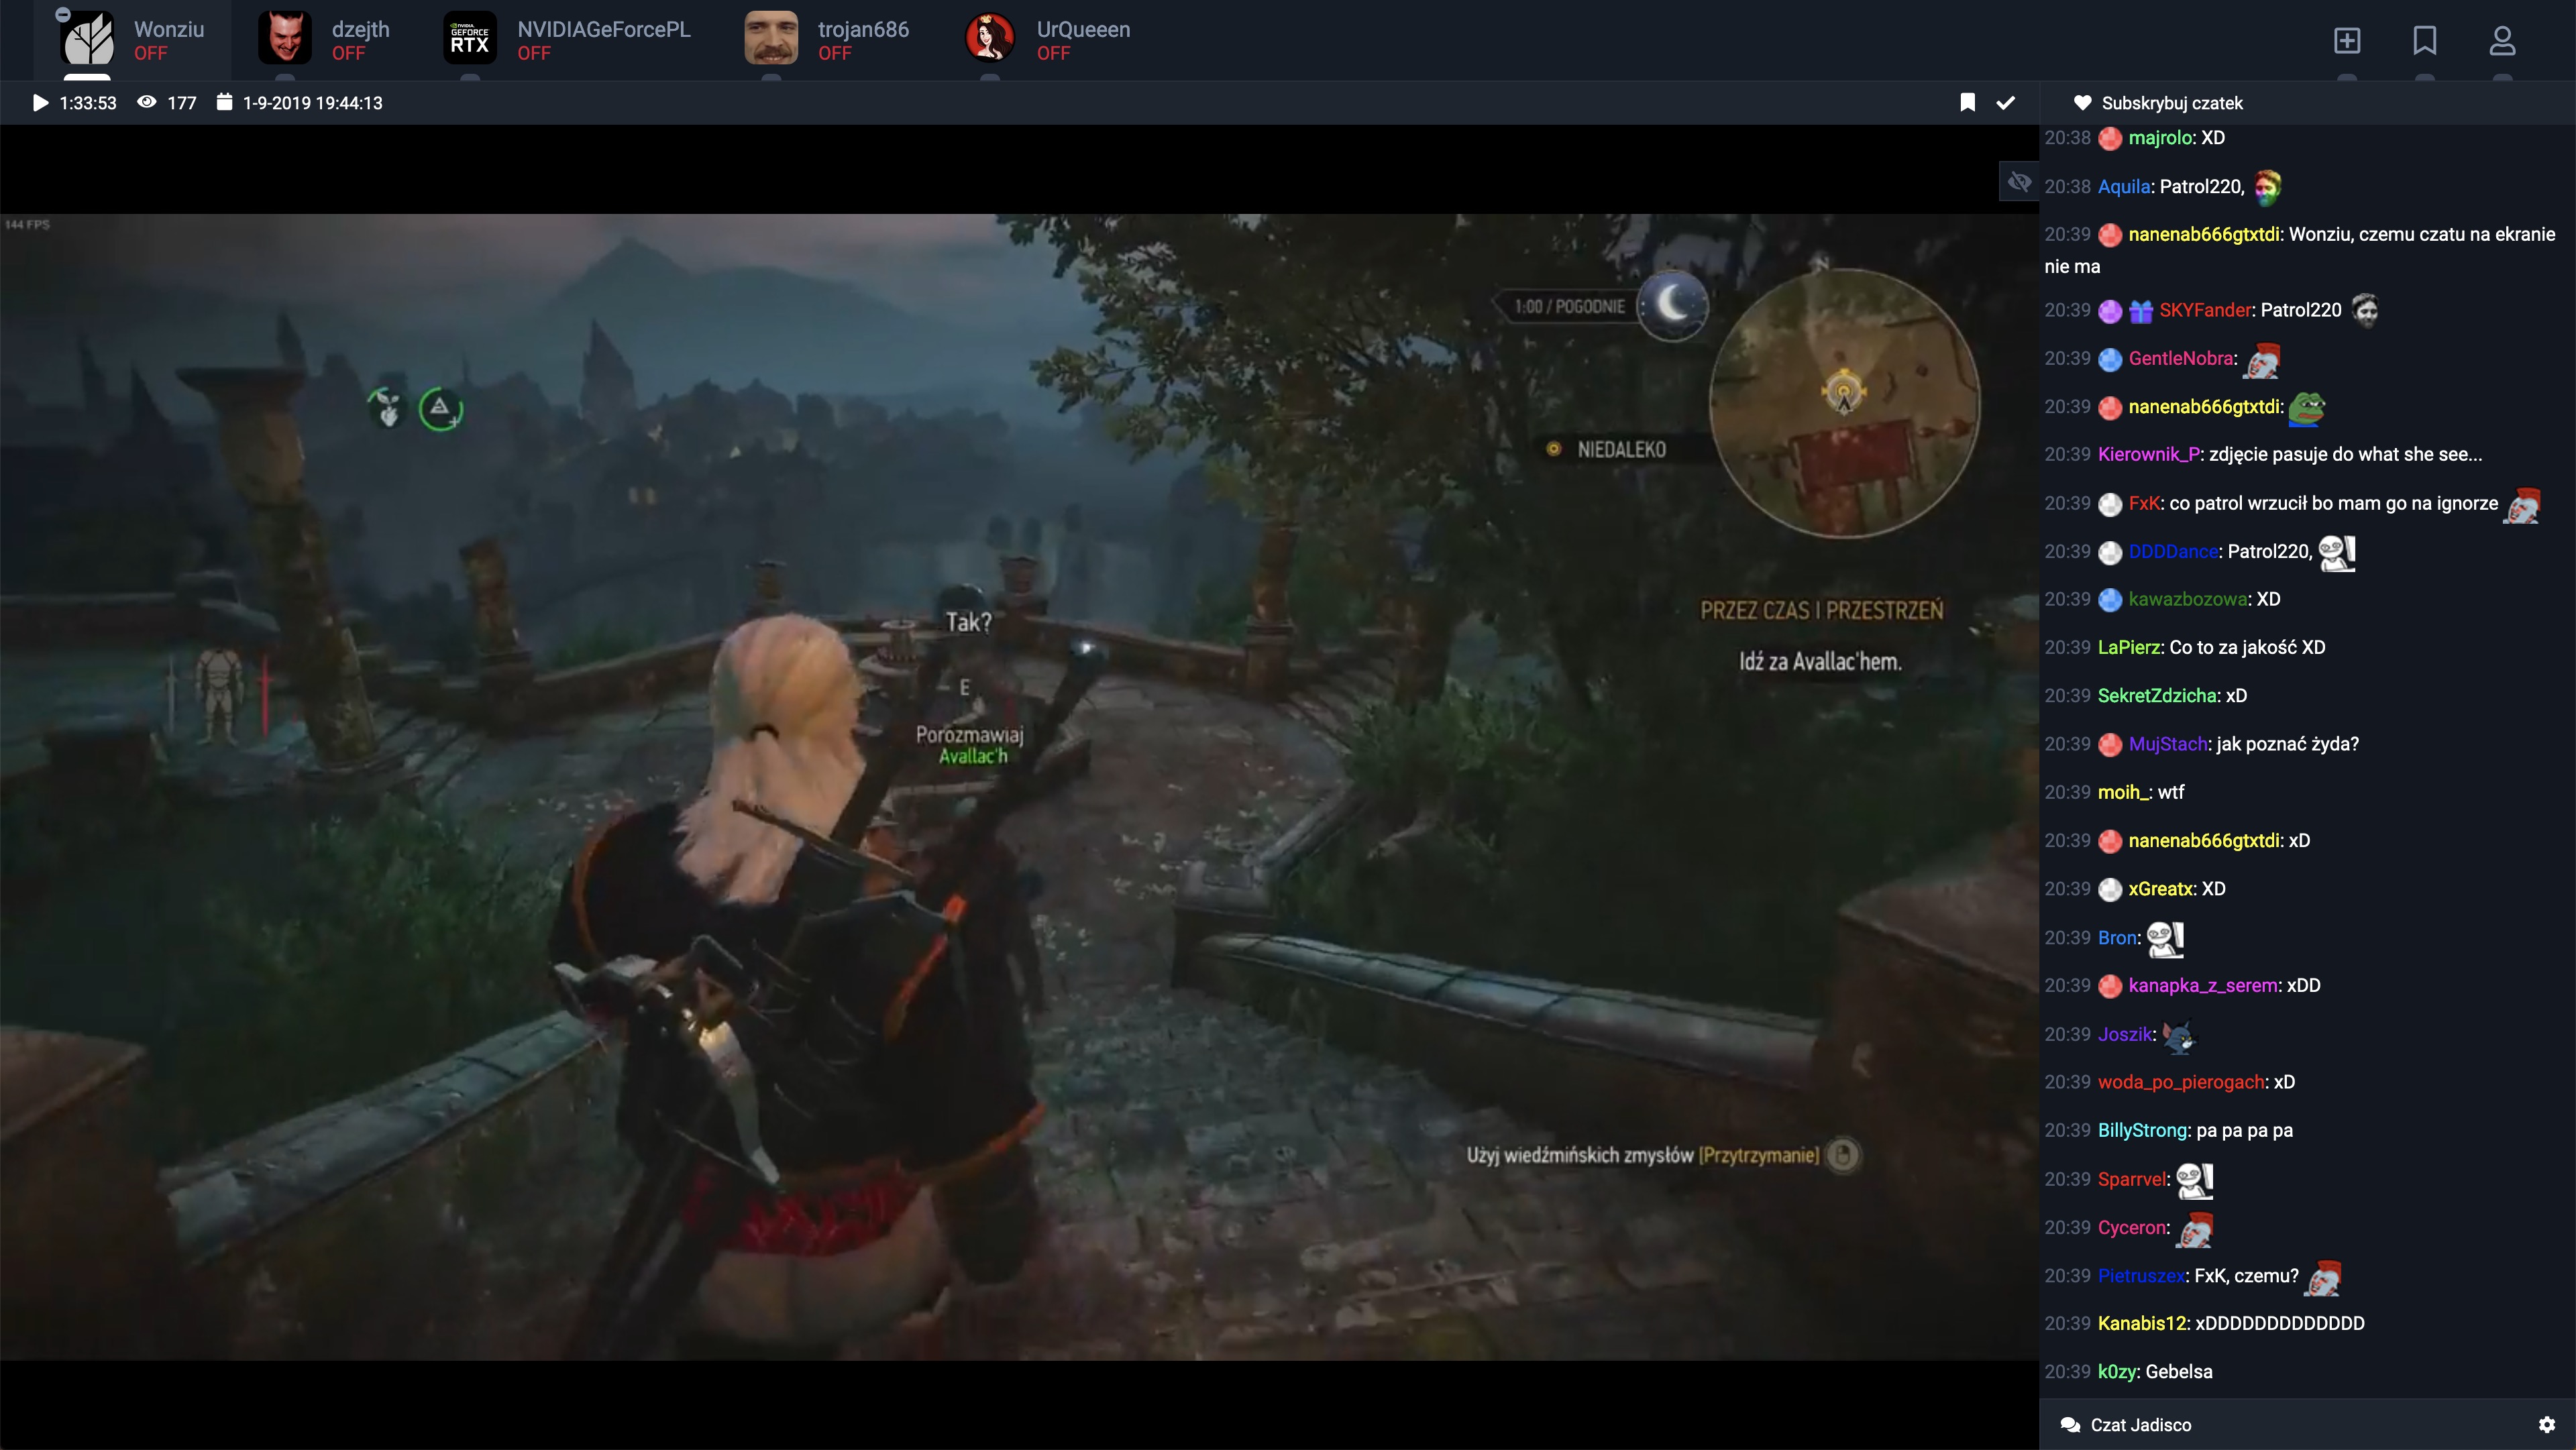 Wonziu
OFF
dzejth
OFF
NVIDIA.
GEFORCE
RTX
NVIDIAGeForcePL
OFF
trojan686
OFF
UrQueeen
OFF
1:33:53 177 1-9-2019 19:44:13
144 FPS
1:00 / POGODNIE
NIEDALEKO
PRZEZ CZAS I PRZESTRZEŃ
Idź za Avallac'hem.
Tak?
E
Porozmawiaj
Avallac'h
Użyj wiedźmińskich zmysłów [Przytrzymanie]
Subskrybuj czatek
20:38 majrolo: XD
20:38 Aquila: Patrol220,
20:39 nanenab666gtxtdi: Wonziu, czemu czatu na ekranie
nie ma
20:39 SKYFander: Patrol220
20:39 GentleNobra:
20:39 nanenab666gtxtdi:
20:39 Kierownik_P: zdjęcie pasuje do what she see...
20:39 FxK: co patrol wrzucił bo mam go na ignorze
20:39 DDDDance: Patrol220,
20:39 kawazbozowa: XD
20:39 LaPierz: Co to za jakość XD
20:39 SekretZdzicha: xD
20:39 MujStach: jak poznać żyda?
20:39 moih_: wtf
20:39 nanenab666gtxtdi: xD
20:39 xGreatx: XD
20:39 Bron:
20:39 kanapka_z_serem: xDD
20:39 Joszik:
20:39 woda_po_pierogach: xD
20:39 BillyStrong: pa pa pa pa
20:39 Sparrvel:
20:39 Cyceron:
20:39 Pietruszex: FxK, czemu?
20:39 Kanabis12: xDDDDDDDDDDDDD
20:39 k0zy: Gebelsa
Czat Jadisco